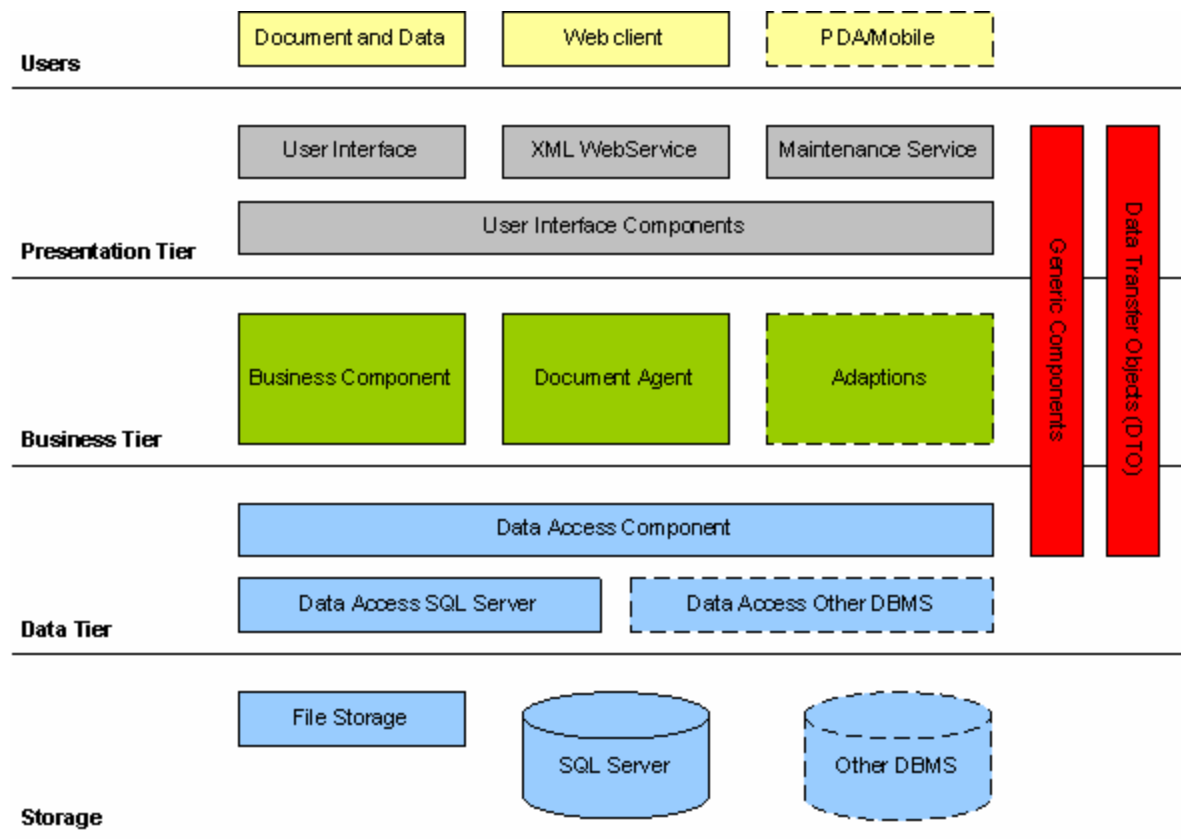 Document and Data
Web client
PDA/Mobile
Users
User Interface
XML WebService
Maintenance Service
User Interface Components
Presentation Tier
Generic Components
Data Transfer Objects (DTO)
Business Component
Document Agent
Adaptions
Business Tier
Data Access Component
Data Access SQL Server
Data Access Other DBMS
Data Tier
File Storage
SQL Server
Other DBMS
Storage